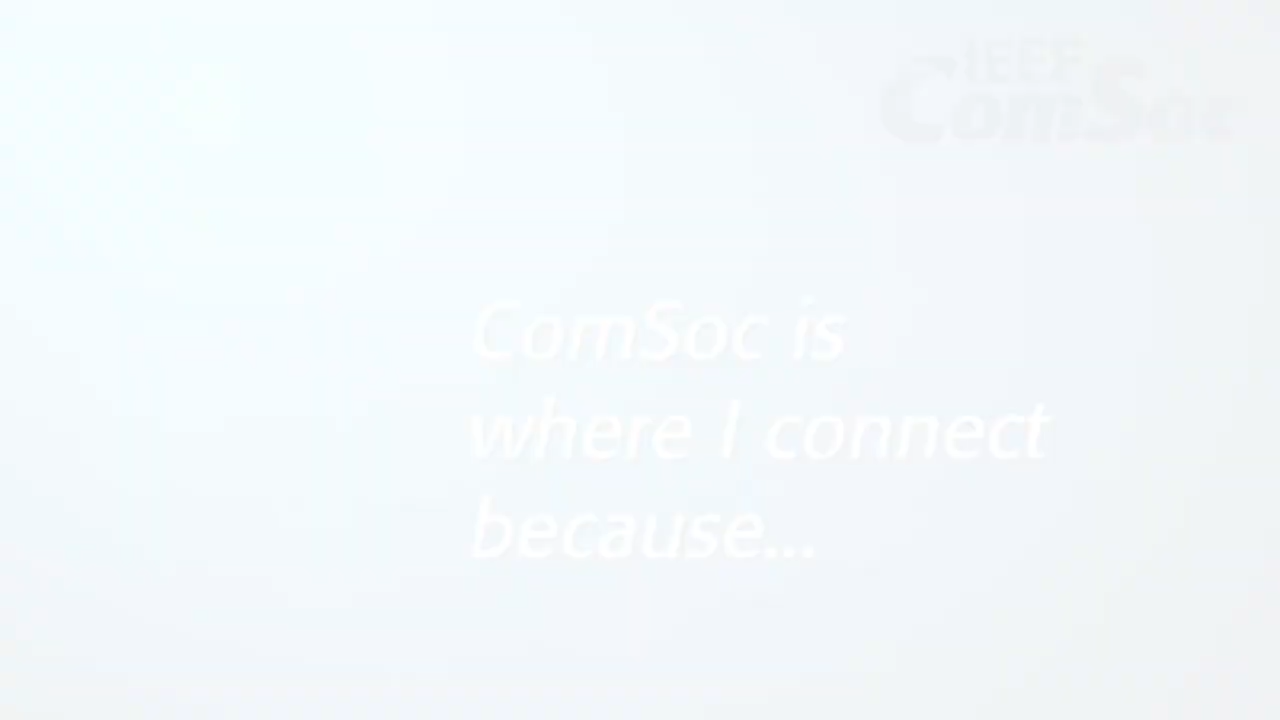 IEEE
ComSoc
ComSoc is
where I connect
because...